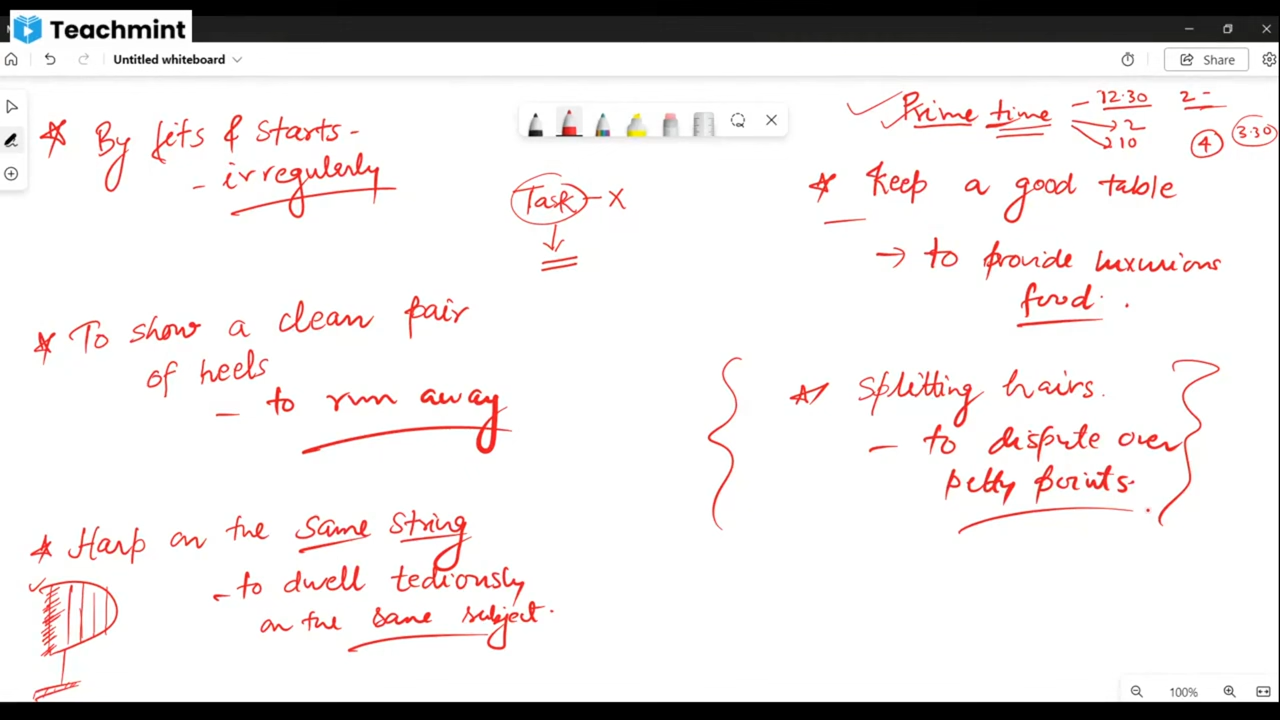 Teachmint
Untitled whiteboard
Share
By fits & starts -
- irregularly
Task - X
To show a clean pair
of heels
- to run away
Harp on the same string
- to dwell tediously
on the same subject.
Prime time - 12.30
2
2 10
2 -
4
3.30
Keep a good table
→ to provide luxurious
food.
Splitting hairs.
- to dispute over
petty points.
100%